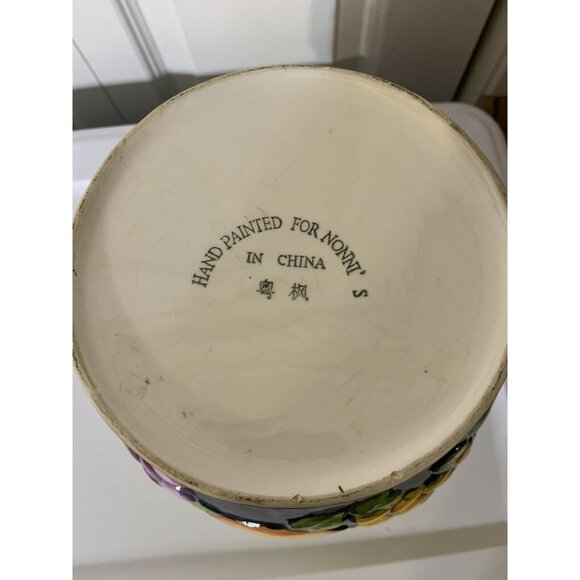 HAND PAINTED FOR NONNI'S
IN CHINA
粤枫